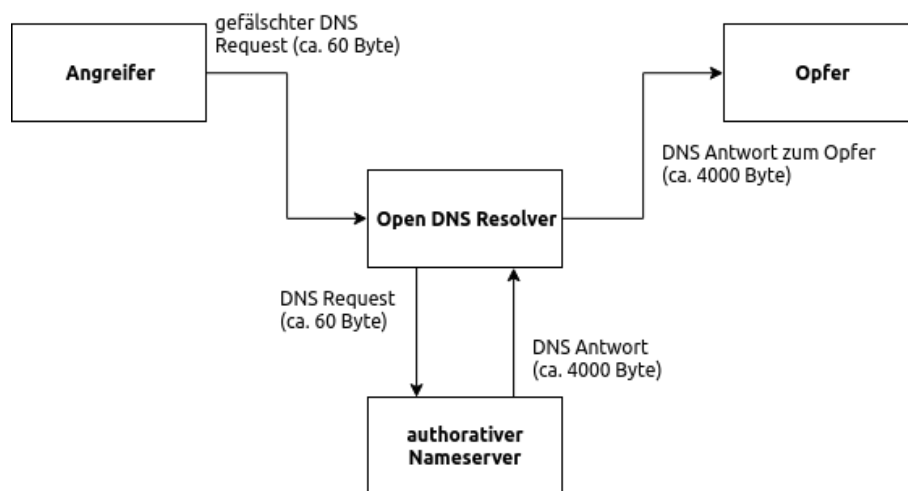 gefälschter DNS
Request (ca. 60 Byte)
Angreifer
Opfer
DNS Antwort zum Opfer
(ca. 4000 Byte)
Open DNS Resolver
DNS Request
(ca. 60 Byte)
DNS Antwort
(ca. 4000 Byte)
authorativer
Nameserver